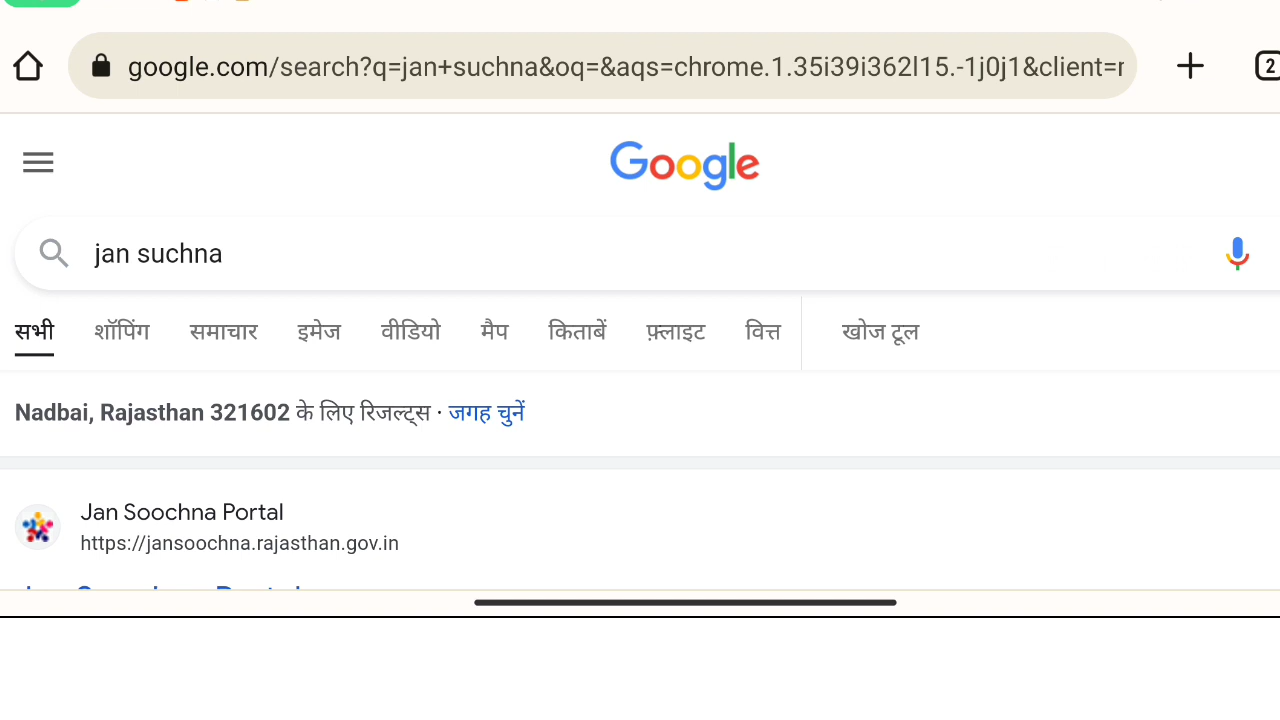 google.com/search?q=jan+suchna&oq=&aqs=chrome.1.35i39i362l15.-1j0j1&client=r
2
Google
jan suchna
सभी शॉपिंग समाचार इमेज वीडियो मैप किताबें फ़्लाइट वित्त खोज टूल
Nadbai, Rajasthan 321602 के लिए रिजल्ट्स · जगह चुनें
Jan Soochna Portal
https://jansoochna.rajasthan.gov.in